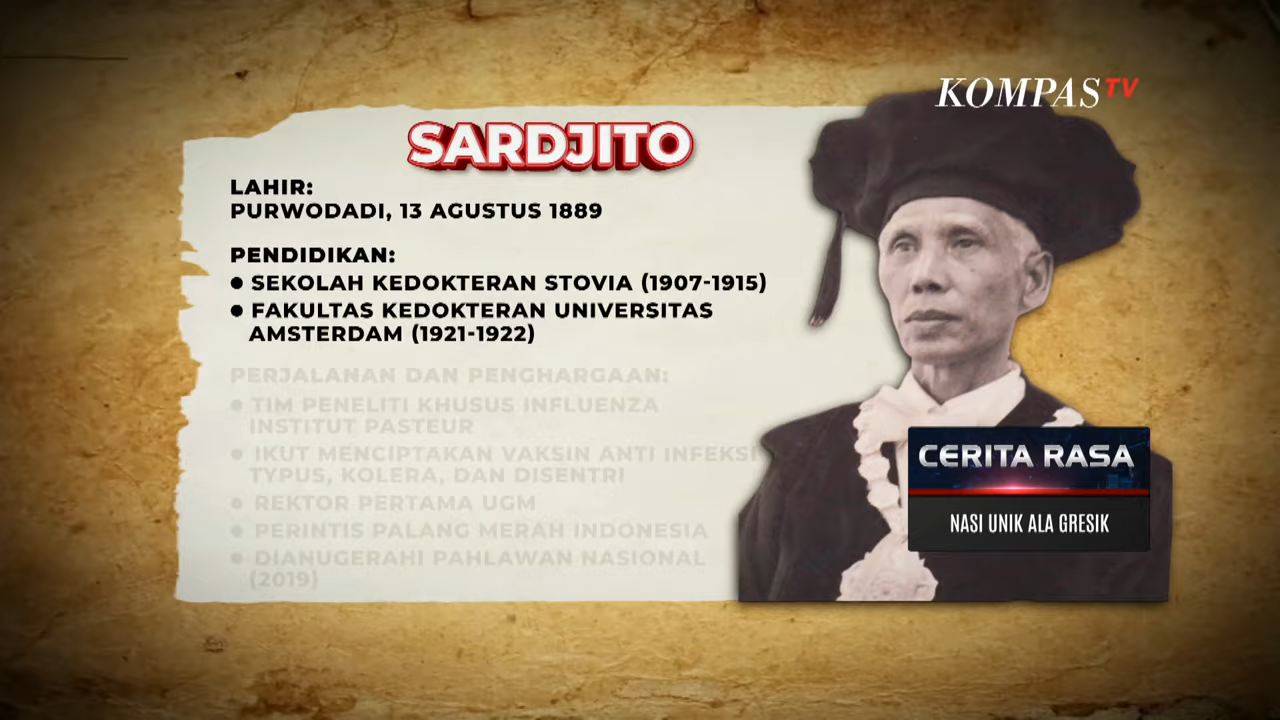 KOMPAS TV
SARDJITO
LAHIR:
PURWODADI, 13 AGUSTUS 1889
PENDIDIKAN:
● SEKOLAH KEDOKTERAN STOVIA (1907-1915)
● FAKULTAS KEDOKTERAN UNIVERSITAS
AMSTERDAM (1921-1922)
PERJALANAN DAN PENGHARGAAN:
● TIM PENELITI KHUSUS INFLUENZA
INSTITUT PASTEUR
● IKUT MENCIPTAKAN VAKSIN ANTI INFEKSI
TYPUS, KOLERA, DAN DISENTRI
● REKTOR PERTAMA UGM
● PERINTIS PALANG MERAH INDONESIA
● DIANUGERAHI PAHLAWAN NASIONAL
(2019)
CERITA RASA
NASI UNIK ALA GRESIK